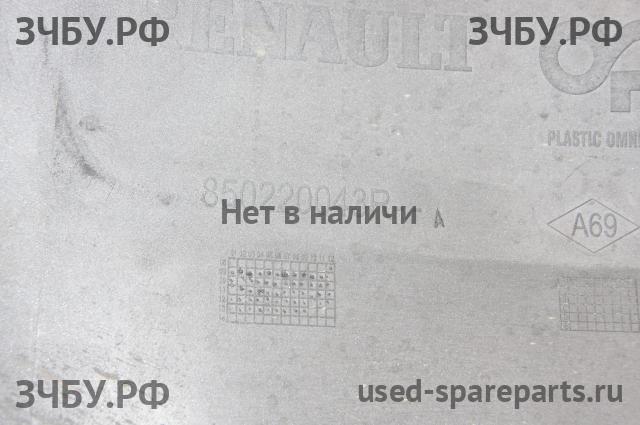 ЗЧБУ.РФ
ЗЧБУ.РФ
RENAULT
PLASTIC OMNI
850220043R
Нет в наличи
A
A69
ЗЧБУ.РФ
used-spareparts.ru